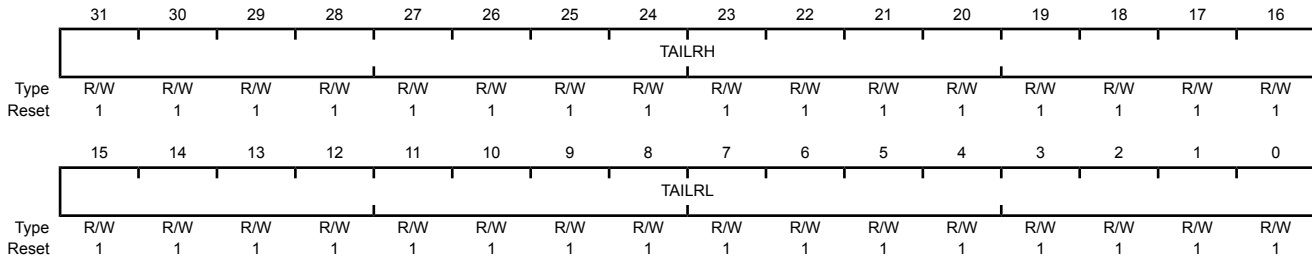 31 30 29 28 27 26 25 24 23 22 21 20 19 18 17 16
TAILRH
Type R/W R/W R/W R/W R/W R/W R/W R/W R/W R/W R/W R/W R/W R/W R/W R/W
Reset 1 1 1 1 1 1 1 1 1 1 1 1 1 1 1 1
15 14 13 12 11 10 9 8 7 6 5 4 3 2 1 0
TAILRL
Type R/W R/W R/W R/W R/W R/W R/W R/W R/W R/W R/W R/W R/W R/W R/W R/W
Reset 1 1 1 1 1 1 1 1 1 1 1 1 1 1 1 1